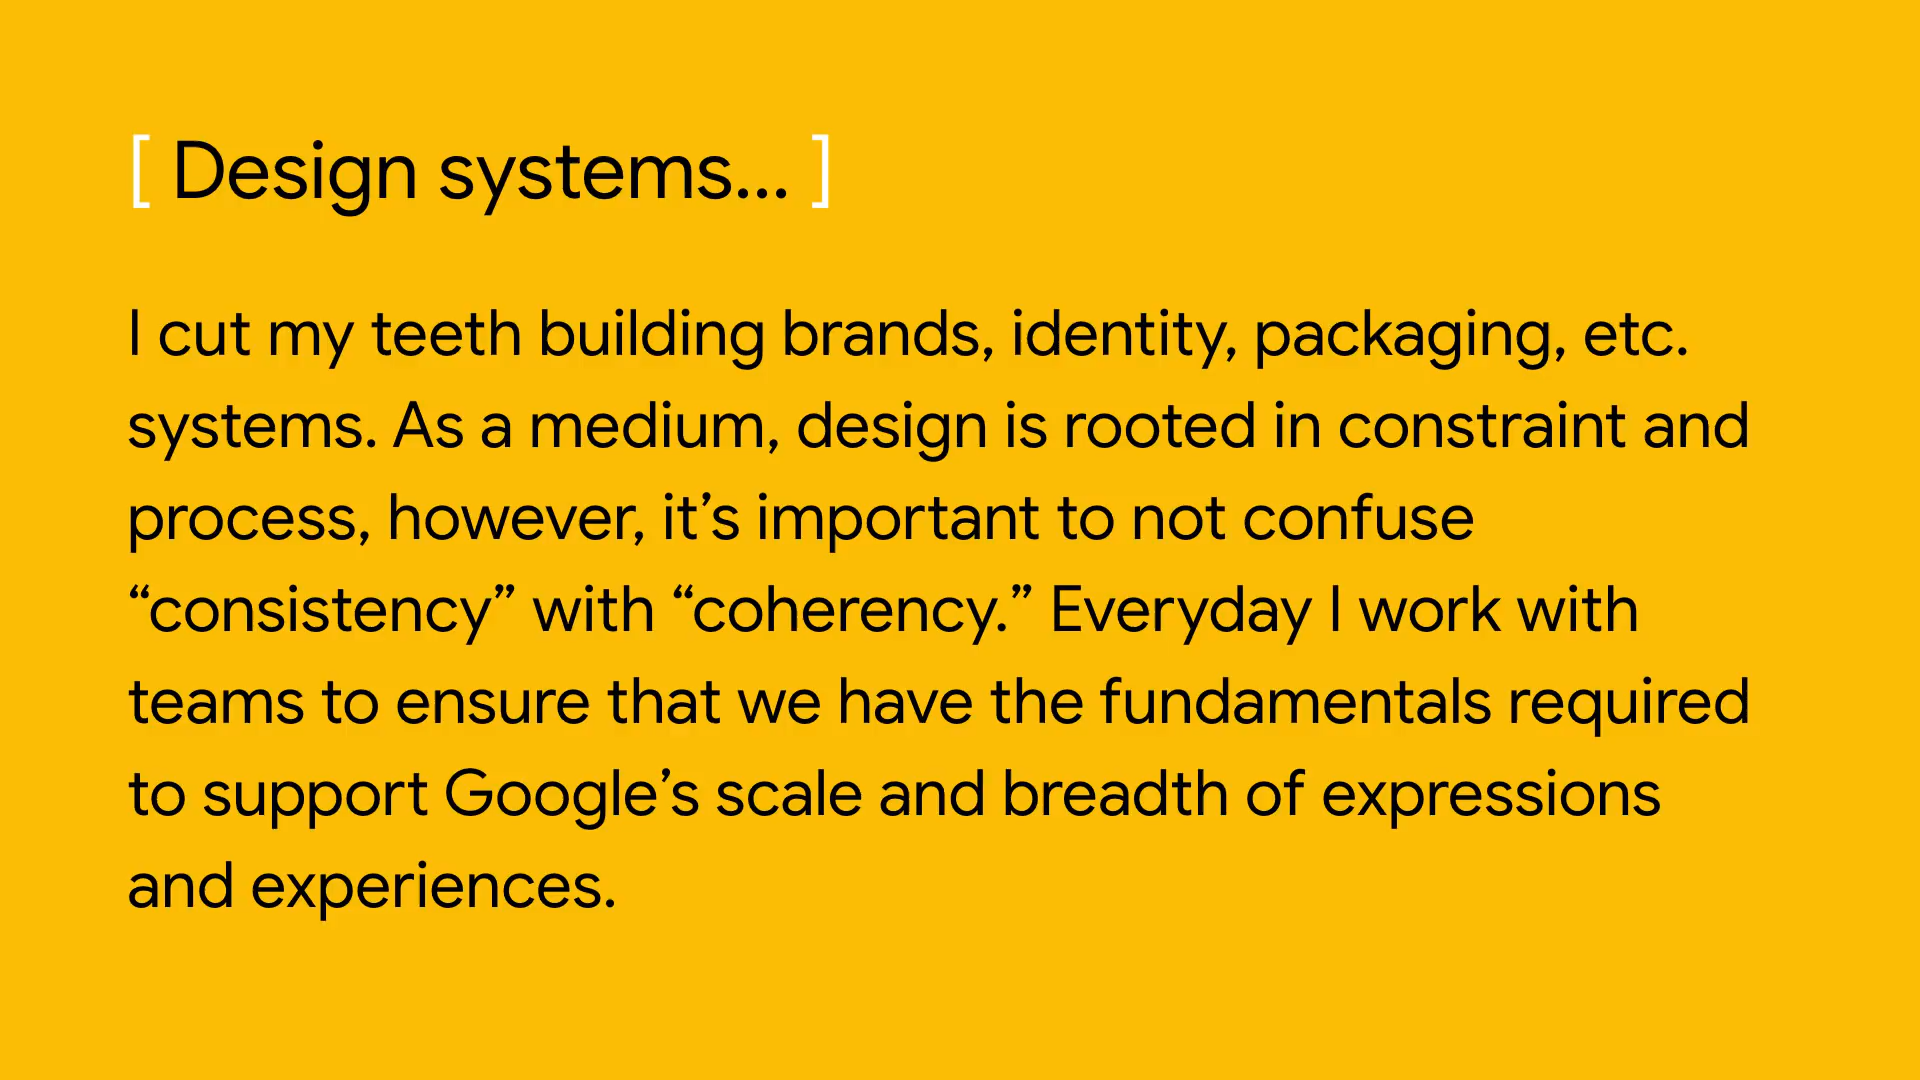 [ Design systems... ]
I cut my teeth building brands, identity, packaging, etc.
systems. As a medium, design is rooted in constraint and
process, however, it’s important to not confuse
“consistency” with “coherency.” Everyday I work with
teams to ensure that we have the fundamentals required
to support Google’s scale and breadth of expressions
and experiences.